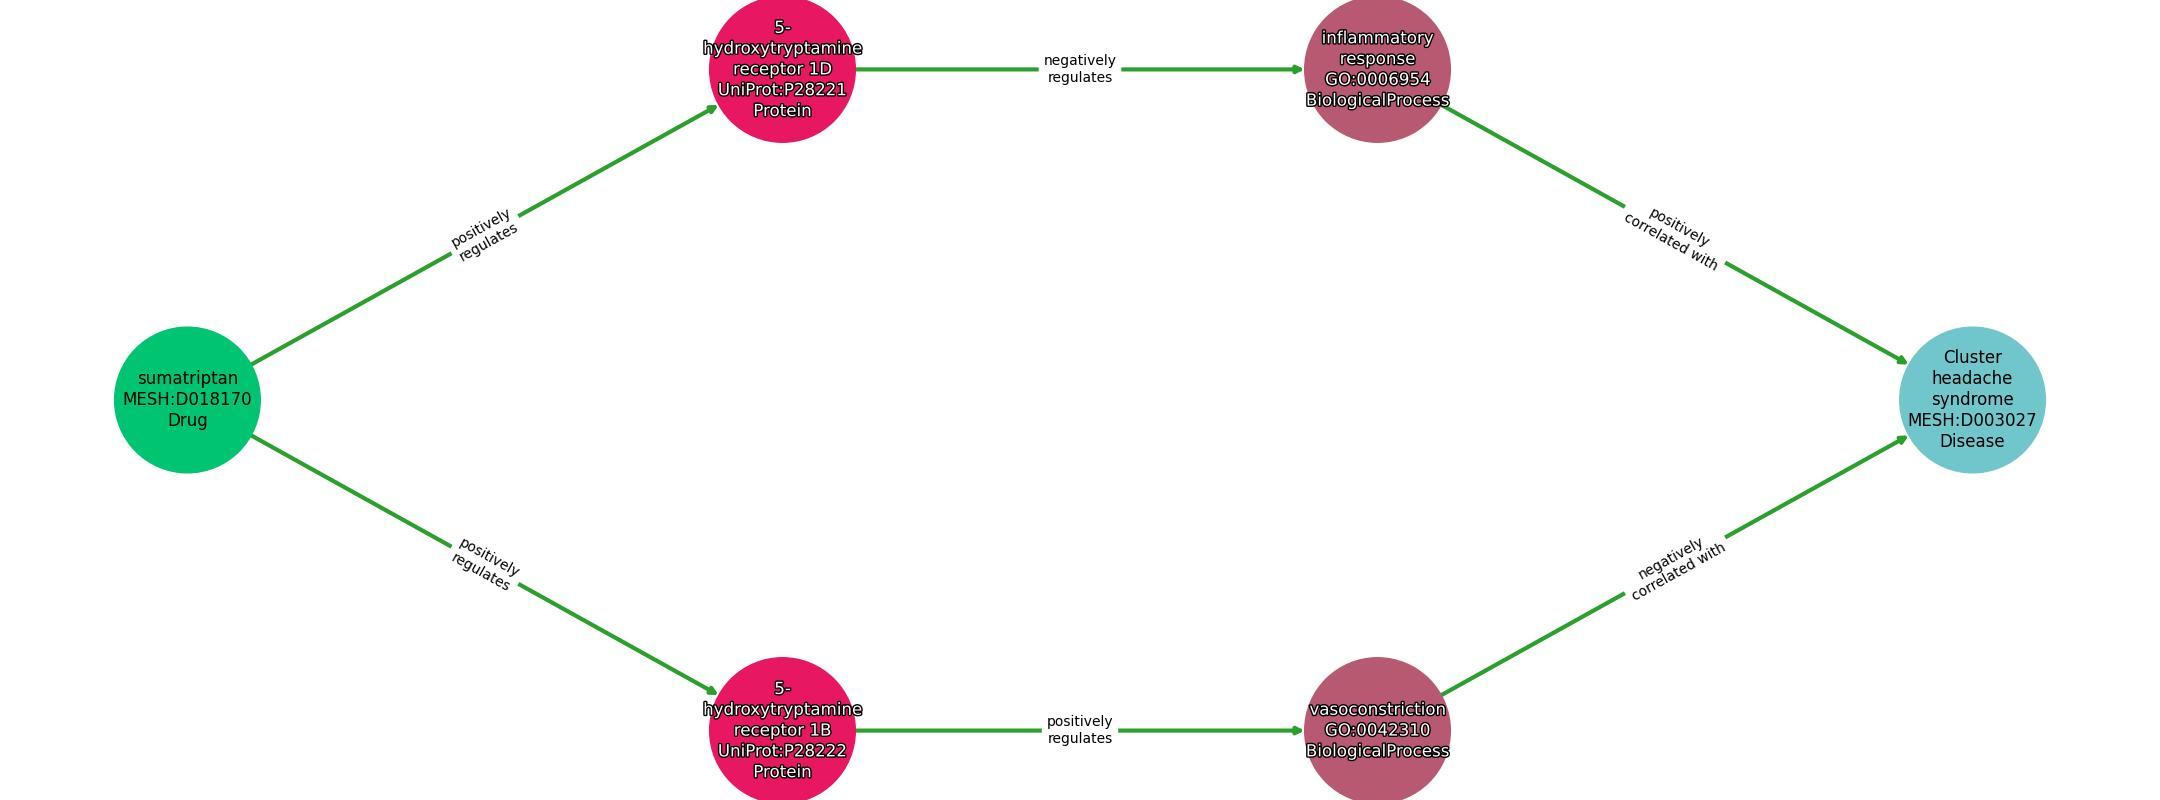 5-
hydroxytryptamine
receptor 1D
UniProt:P28221
Protein
negatively
regulates
inflammatory
response
GO:0006954
BiologicalProcess
positively
regulates
positively
correlated with
sumatriptan
MESH:D018170
Drug
Cluster
headache
syndrome
MESH:D003027
Disease
positively
regulates
negatively
correlated with
5-
hydroxytryptamine
receptor 1B
UniProt:P28222
Protein
positively
regulates
vasoconstriction
GO:0042310
BiologicalProcess